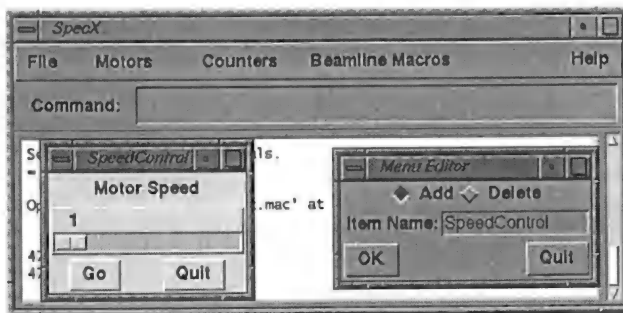 SpecX
File Motors Counters Beamline Macros Help
Command:
ls.
SpeedControl
Motor Speed
1
Go Quit
.mac' at
Menu Editor
Add Delete
Item Name: SpeedControl
OK Quit